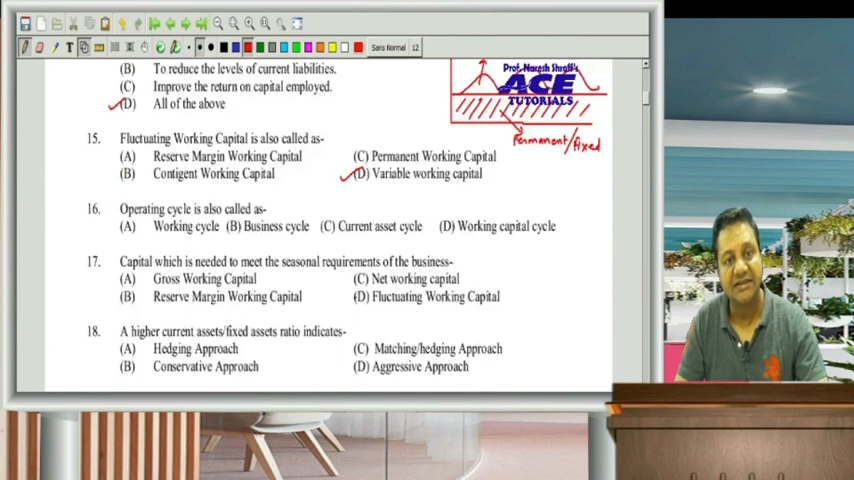 Sans Normal 12
(B) To reduce the levels of current liabilities.
(C) Improve the return on capital employed.
(D) All of the above
Prof. Naresh Shroff's
ACE
TUTORIALS
Permanent/fixed
15. Fluctuating Working Capital is also called as-
(A) Reserve Margin Working Capital (C) Permanent Working Capital
(B) Contigent Working Capital (D) Variable working capital
16. Operating cycle is also called as-
(A) Working cycle (B) Business cycle (C) Current asset cycle (D) Working capital cycle
17. Capital which is needed to meet the seasonal requirements of the business-
(A) Gross Working Capital (C) Net working capital
(B) Reserve Margin Working Capital (D) Fluctuating Working Capital
18. A higher current assets/fixed assets ratio indicates-
(A) Hedging Approach (C) Matching/hedging Approach
(B) Conservative Approach (D) Aggressive Approach